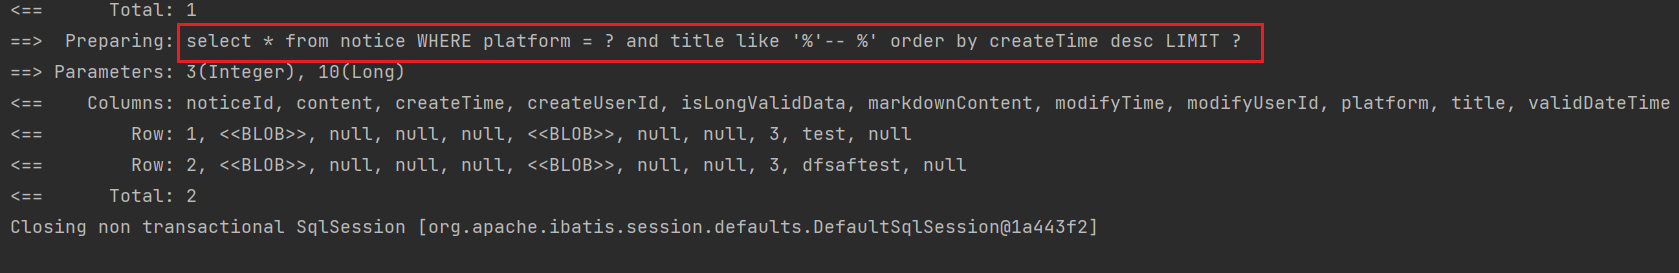 <==      Total: 1
==>  Preparing: select * from notice WHERE platform = ? and title like '%'-- %' order by createTime desc LIMIT ?
==> Parameters: 3(Integer), 10(Long)
<==    Columns: noticeId, content, createTime, createUserId, isLongValidData, markdownContent, modifyTime, modifyUserId, platform, title, validDateTime
<==        Row: 1, <<BLOB>>, null, null, null, <<BLOB>>, null, null, 3, test, null
<==        Row: 2, <<BLOB>>, null, null, null, <<BLOB>>, null, null, 3, dfsaftest, null
<==      Total: 2
Closing non transactional SqlSession [org.apache.ibatis.session.defaults.DefaultSqlSession@1a443f2]